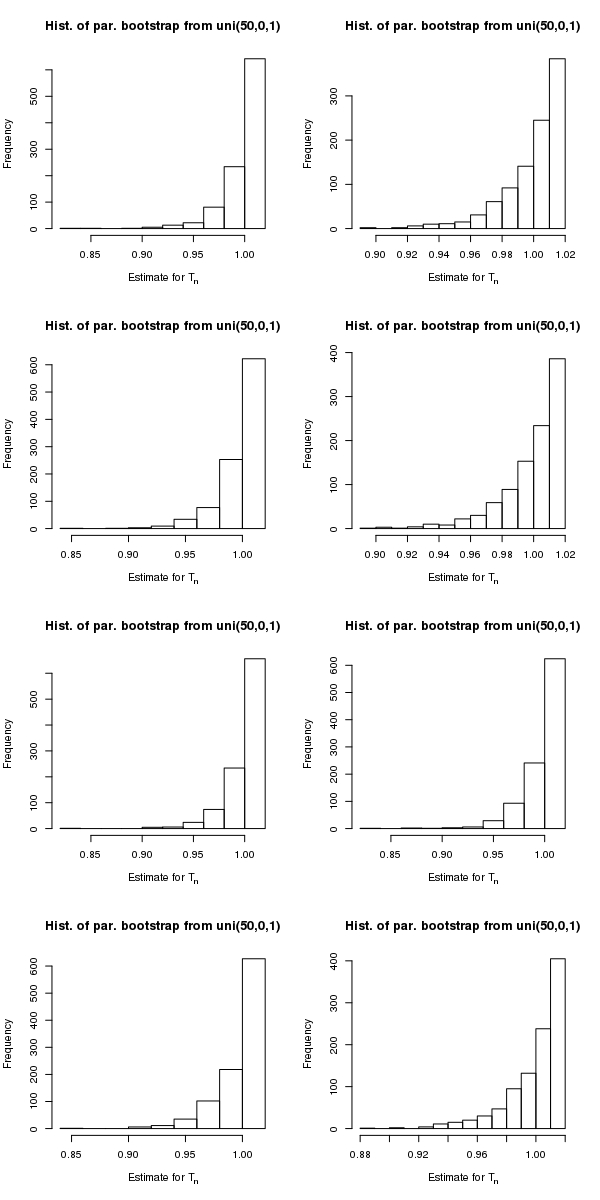 Hist. of par. bootstrap from uni(50,0,1)
Frequency
0 100 300 500
0.85 0.90 0.95 1.00
Estimate for Tn
Hist. of par. bootstrap from uni(50,0,1)
Frequency
0 100 200 300
0.90 0.92 0.94 0.96 0.98 1.00 1.02
Estimate for Tn
Hist. of par. bootstrap from uni(50,0,1)
Frequency
0 100 200 300 400 500 600
0.85 0.90 0.95 1.00
Estimate for Tn
Hist. of par. bootstrap from uni(50,0,1)
Frequency
0 100 200 300 400
0.90 0.92 0.94 0.96 0.98 1.00 1.02
Estimate for Tn
Hist. of par. bootstrap from uni(50,0,1)
Frequency
0 100 300 500
0.85 0.90 0.95 1.00
Estimate for Tn
Hist. of par. bootstrap from uni(50,0,1)
Frequency
0 100 200 300 400 500 600
0.85 0.90 0.95 1.00
Estimate for Tn
Hist. of par. bootstrap from uni(50,0,1)
Frequency
0 100 200 300 400 500 600
0.85 0.90 0.95 1.00
Estimate for Tn
Hist. of par. bootstrap from uni(50,0,1)
Frequency
0 100 200 300 400
0.88 0.92 0.96 1.00
Estimate for Tn